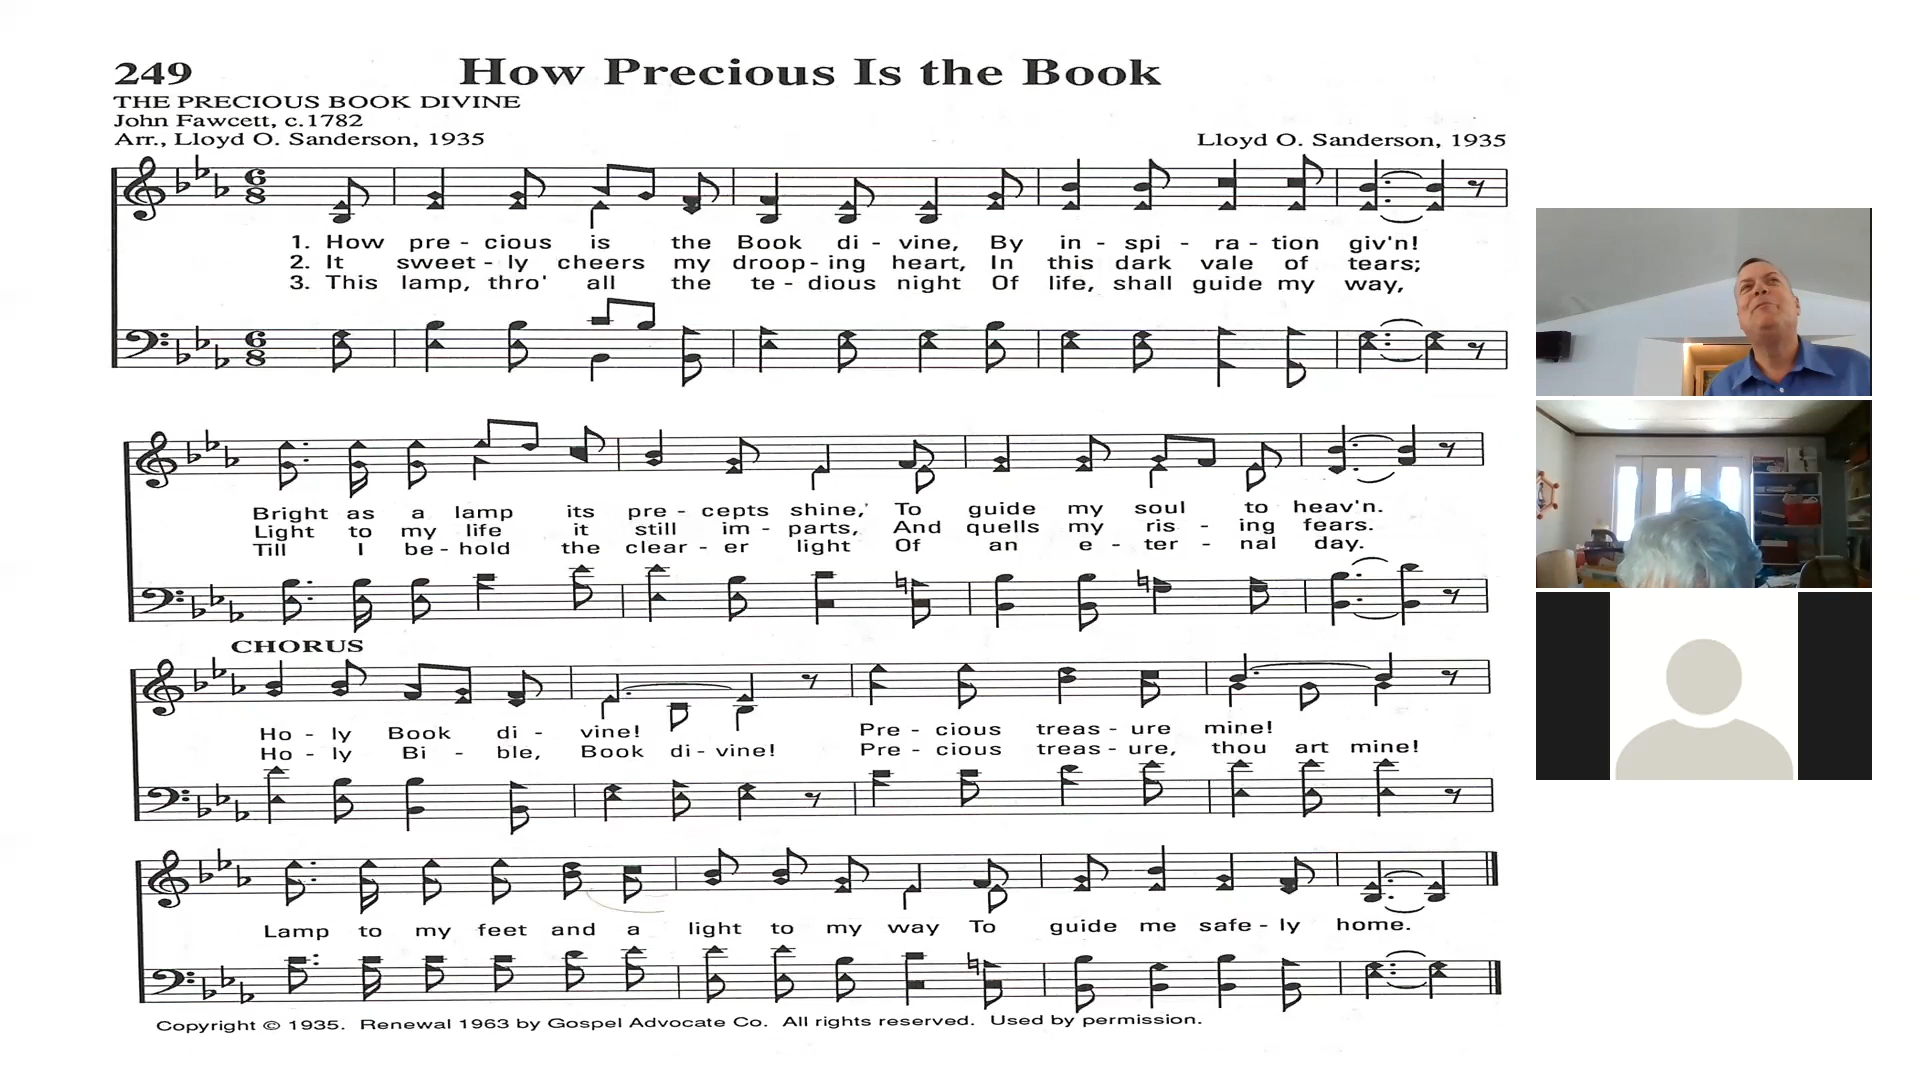 249 How Precious Is the Book
THE PRECIOUS BOOK DIVINE
John Fawcett, c.1782
Arr., Lloyd O. Sanderson, 1935 Lloyd O. Sanderson, 1935
1. How pre - cious is the Book di - vine, By in - spi - ra - tion giv'n!
2. It sweet - ly cheers my droop - ing heart, In this dark vale of tears;
3. This lamp, thro' all the te - dious night Of life, shall guide my way,
Bright as a lamp its pre - cepts shine, To guide my soul to heav'n.
Light to my life it still im - parts, And quells my ris - ing fears.
Till I be - hold the clear - er light Of an e - ter - nal day.
CHORUS
Ho - ly Book di - vine! Pre - cious treas - ure mine!
Ho - ly Bi - ble, Book di - vine! Pre - cious treas - ure, thou art mine!
Lamp to my feet and a light to my way To guide me safe - ly home.
Copyright © 1935. Renewal 1963 by Gospel Advocate Co. All rights reserved. Used by permission.